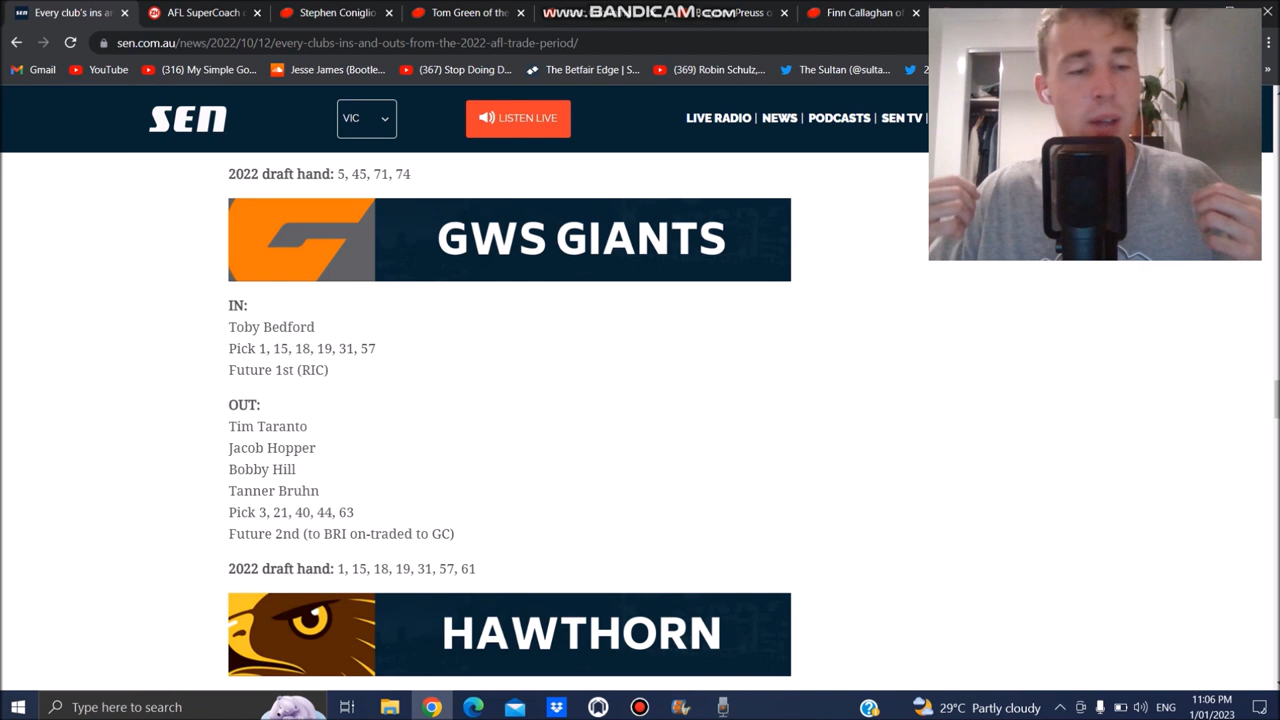 Every club's ins an
AFL SuperCoach
Stephen Coniglio
Tom Green of the
www.BANDICAM.com
Preuss o
Finn Callaghan of
sen.com.au/news/2022/10/12/every-clubs-ins-and-outs-from-the-2022-afl-trade-period/
Gmail
YouTube
(316) My Simple Go...
Jesse James (Bootle...
(367) Stop Doing D...
The Betfair Edge | S...
(369) Robin Schulz,...
The Sultan (@sulta...
2
»
SEN
VIC
LISTEN LIVE
LIVE RADIO | NEWS | PODCASTS | SEN TV |
2022 draft hand: 5, 45, 71, 74
GWS GIANTS
IN:
Toby Bedford
Pick 1, 15, 18, 19, 31, 57
Future 1st (RIC)
OUT:
Tim Taranto
Jacob Hopper
Bobby Hill
Tanner Bruhn
Pick 3, 21, 40, 44, 63
Future 2nd (to BRI on-traded to GC)
2022 draft hand: 1, 15, 18, 19, 31, 57, 61
HAWTHORN
Type here to search
29°C Partly cloudy
ENG
11:06 PM
1/01/2023